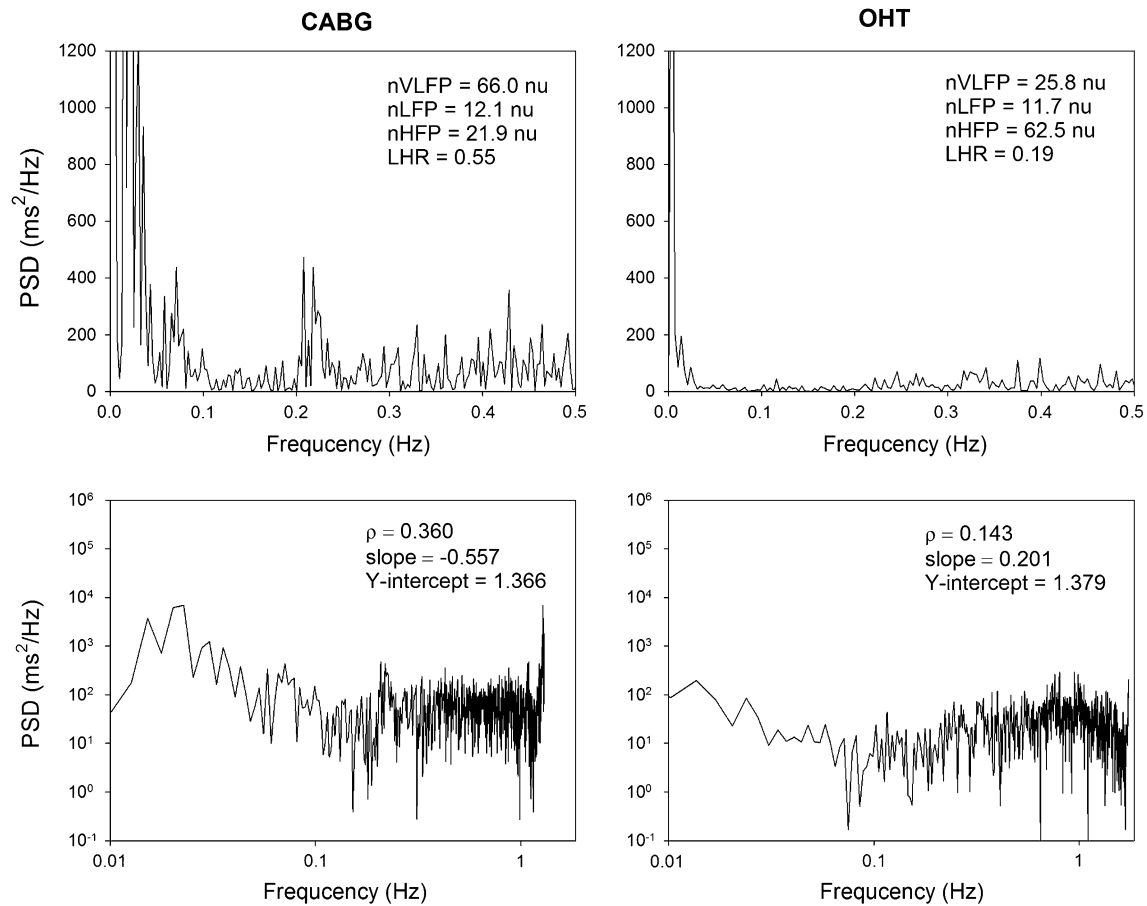 CABG
1200
1000
800
600
400
200
0
PSD (ms²/Hz)
nVLFP = 66.0 nu
nLFP = 12.1 nu
nHFP = 21.9 nu
LHR = 0.55
0.0 0.1 0.2 0.3 0.4 0.5
Frequcency (Hz)
OHT
1200
1000
800
600
400
200
0
nVLFP = 25.8 nu
nLFP = 11.7 nu
nHFP = 62.5 nu
LHR = 0.19
0.0 0.1 0.2 0.3 0.4 0.5
Frequcency (Hz)
10⁶
10⁵
10⁴
10³
10²
10¹
10⁰
10⁻¹
PSD (ms²/Hz)
ρ = 0.360
slope = -0.557
Y-intercept = 1.366
0.01 0.1 1
Frequcency (Hz)
10⁶
10⁵
10⁴
10³
10²
10¹
10⁰
10⁻¹
ρ = 0.143
slope = 0.201
Y-intercept = 1.379
0.01 0.1 1
Frequcency (Hz)